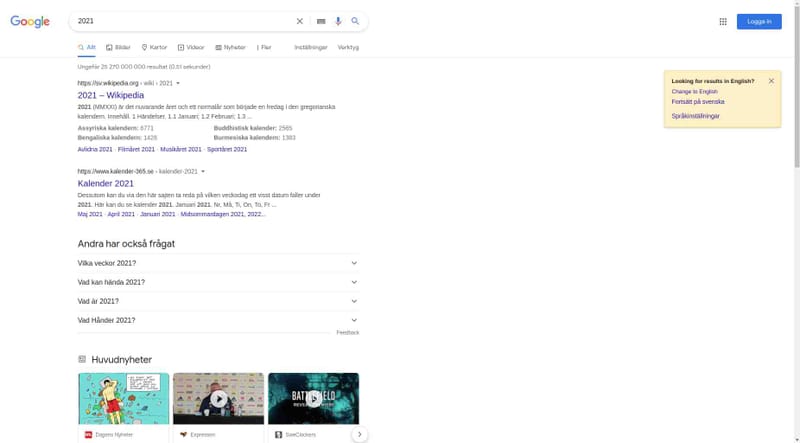 Google
2021
Logga in
Allt
Bilder
Kartor
Videor
Nyheter
Fler
Inställningar
Verktyg
Ungefär 25 270 000 000 resultat (0,51 sekunder)
https://sv.wikipedia.org › wiki › 2021
2021 – Wikipedia
2021 (MMXXI) är det nuvarande året och ett normalår som började en fredag i den gregorianska
kalendern. Innehåll. 1 Händelser. 1.1 Januari; 1.2 Februari; 1.3 ...
Assyriska kalendern: 6771
Buddhistisk kalender: 2565
Bengaliska kalendern: 1428
Burmesiska kalendern: 1383
Avlidna 2021 · Filmåret 2021 · Musikåret 2021 · Sportåret 2021
https://www.kalender-365.se › kalender-2021
Kalender 2021
Dessutom kan du via den här sajten ta reda på vilken veckodag ett visst datum faller under
2021. Här kan du se kalender 2021. Januari 2021. Nr, Må, Ti, On, To, Fr ...
Maj 2021 · April 2021 · Januari 2021 · Midsommardagen 2021, 2022...
Andra har också frågat
Vilka veckor 2021?
Vad kan hända 2021?
Vad är 2021?
Vad Händer 2021?
Feedback
Huvudnyheter
BATTLEFIELD
Dagens Nyheter
Expressen
SweClockers
Looking for results in English?
Change to English
Fortsätt på svenska
Språkinställningar